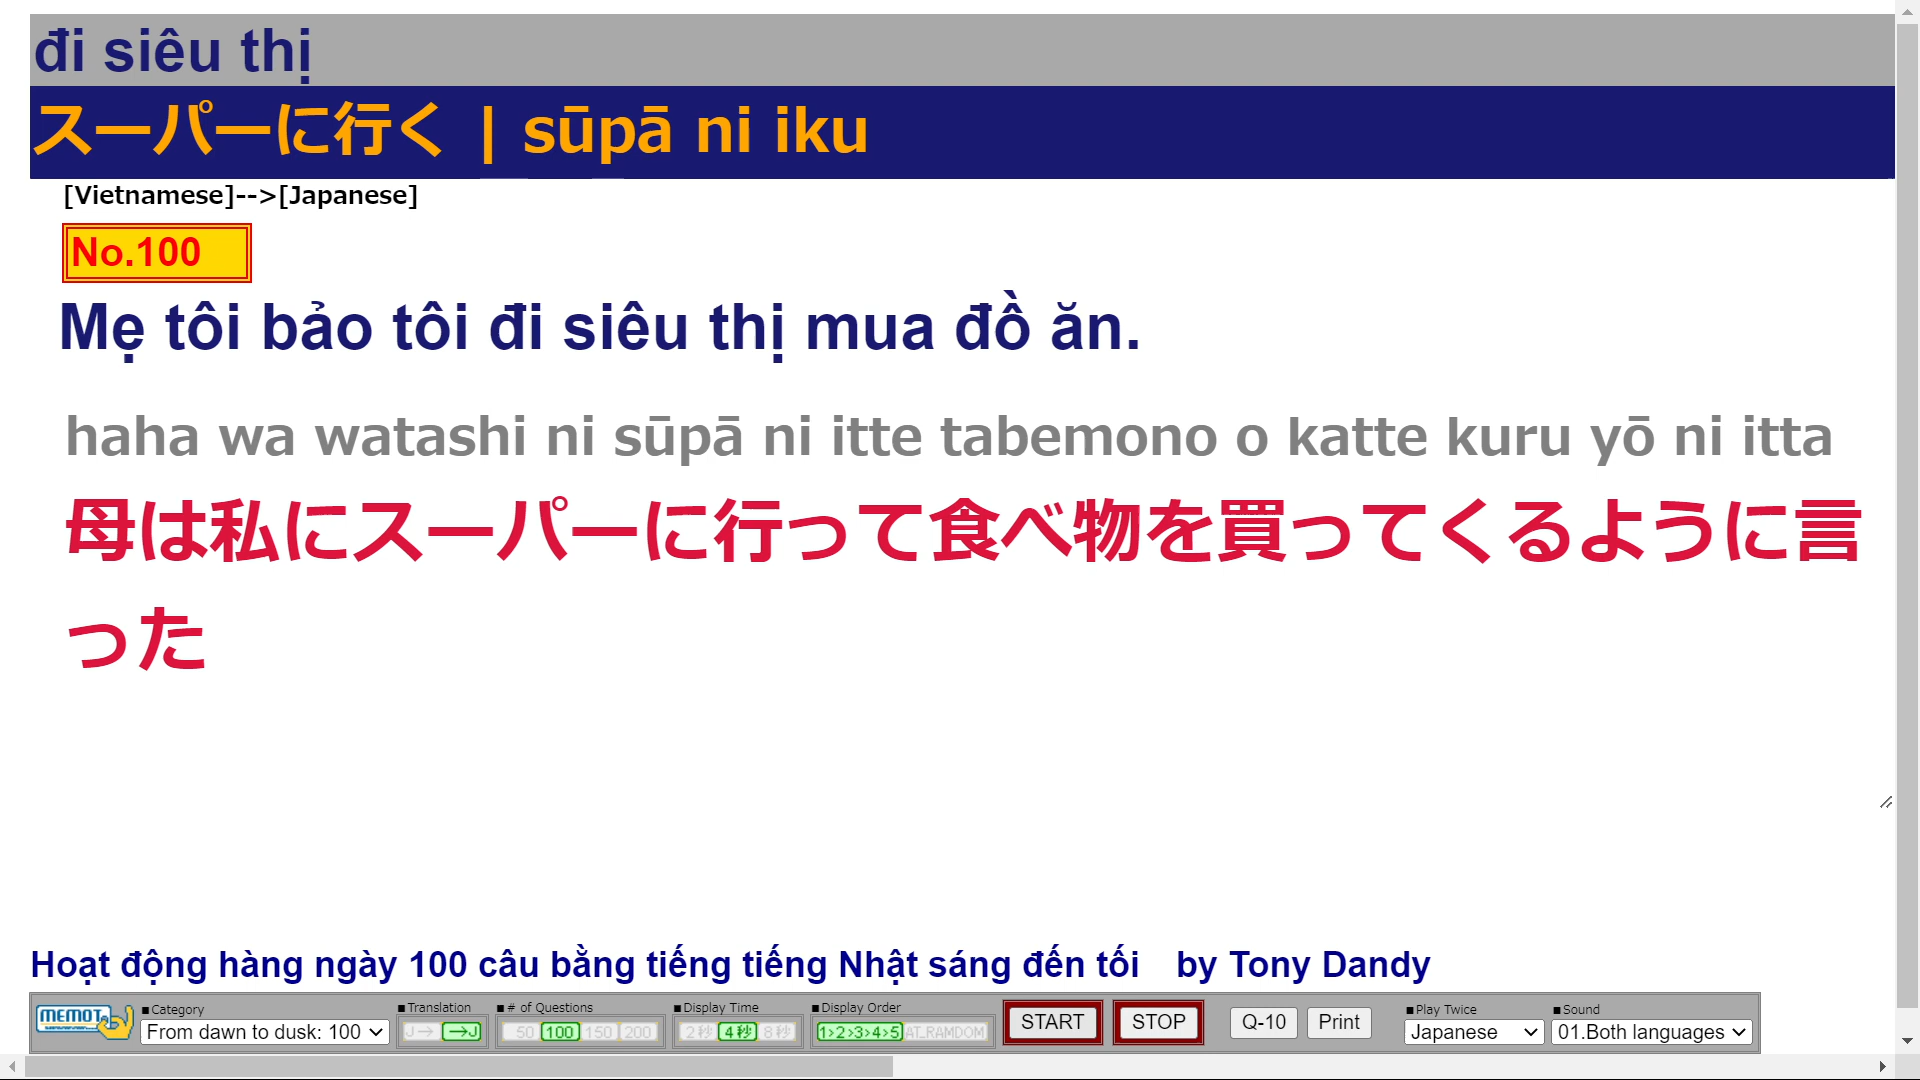 đi siêu thị
スーパーに行く | sūpā ni iku
[Vietnamese]-->[Japanese]
No.100
Mẹ tôi bảo tôi đi siêu thị mua đồ ăn.
haha wa watashi ni sūpā ni itte tabemono o katte kuru yō ni itta
母は私にスーパーに行って食べ物を買ってくるように言
った
Hoạt động hàng ngày 100 câu bằng tiếng tiếng Nhật sáng đến tối by Tony Dandy
■Category ■Translation ■# of Questions ■Display Time ■Display Order ■Play Twice ■Sound
MEMOT From dawn to dusk: 100 J→ →J 50 100 150 200 2秒 4秒 8秒 1>2>3>4>5 AT_RAMDOM START STOP Q-10 Print Japanese 01.Both languages